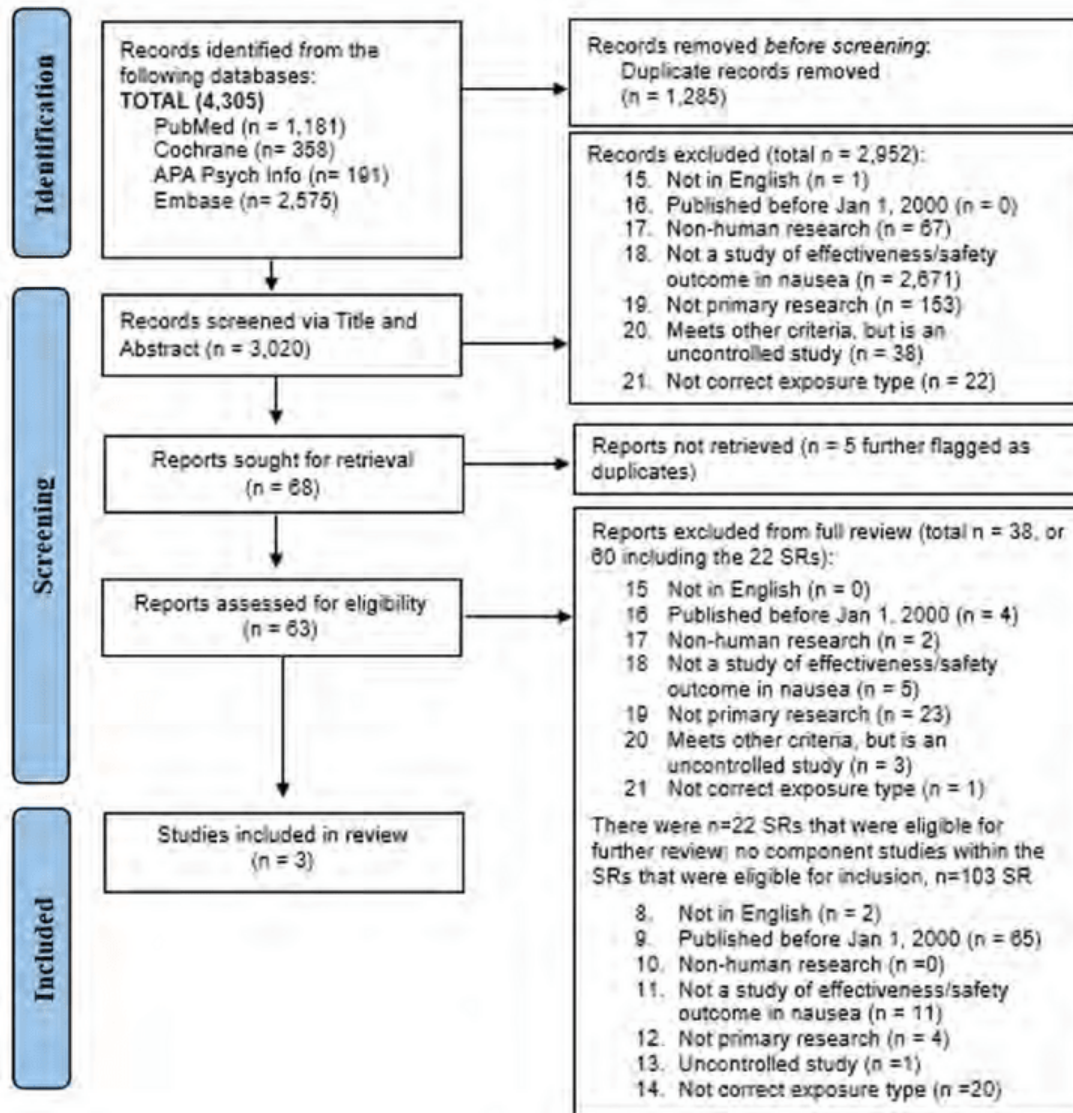 Identification
Records identified from the
following databases:
TOTAL (4,305)
PubMed (n = 1,181)
Cochrane (n= 358)
APA Psych Info (n= 191)
Embase (n= 2,575)
Records removed before screening:
Duplicate records removed
(n = 1,285)
Records excluded (total n = 2,952):
15. Not in English (n = 1)
16. Published before Jan 1, 2000 (n = 0)
17. Non-human research (n = 67)
18. Not a study of effectiveness/safety
outcome in nausea (n = 2,671)
19. Not primary research (n = 153)
20. Meets other criteria, but is an
uncontrolled study (n = 38)
21. Not correct exposure type (n = 22)
Screening
Records screened via Title and
Abstract (n = 3,020)
Reports sought for retrieval
(n = 68)
Reports not retrieved (n = 5 further flagged as
duplicates)
Reports assessed for eligibility
(n = 63)
Reports excluded from full review (total n = 38, or
60 including the 22 SRs):
15 Not in English (n = 0)
16 Published before Jan 1, 2000 (n = 4)
17 Non-human research (n = 2)
18 Not a study of effectiveness/safety
outcome in nausea (n = 5)
19 Not primary research (n = 23)
20 Meets other criteria, but is an
uncontrolled study (n = 3)
21 Not correct exposure type (n = 1)
There were n=22 SRs that were eligible for
further review; no component studies within the
SRs that were eligible for inclusion, n=103 SR
8. Not in English (n = 2)
9. Published before Jan 1, 2000 (n = 65)
10. Non-human research (n =0)
11. Not a study of effectiveness/safety
outcome in nausea (n = 11)
12. Not primary research (n = 4)
13. Uncontrolled study (n =1)
14. Not correct exposure type (n =20)
Included
Studies included in review
(n = 3)